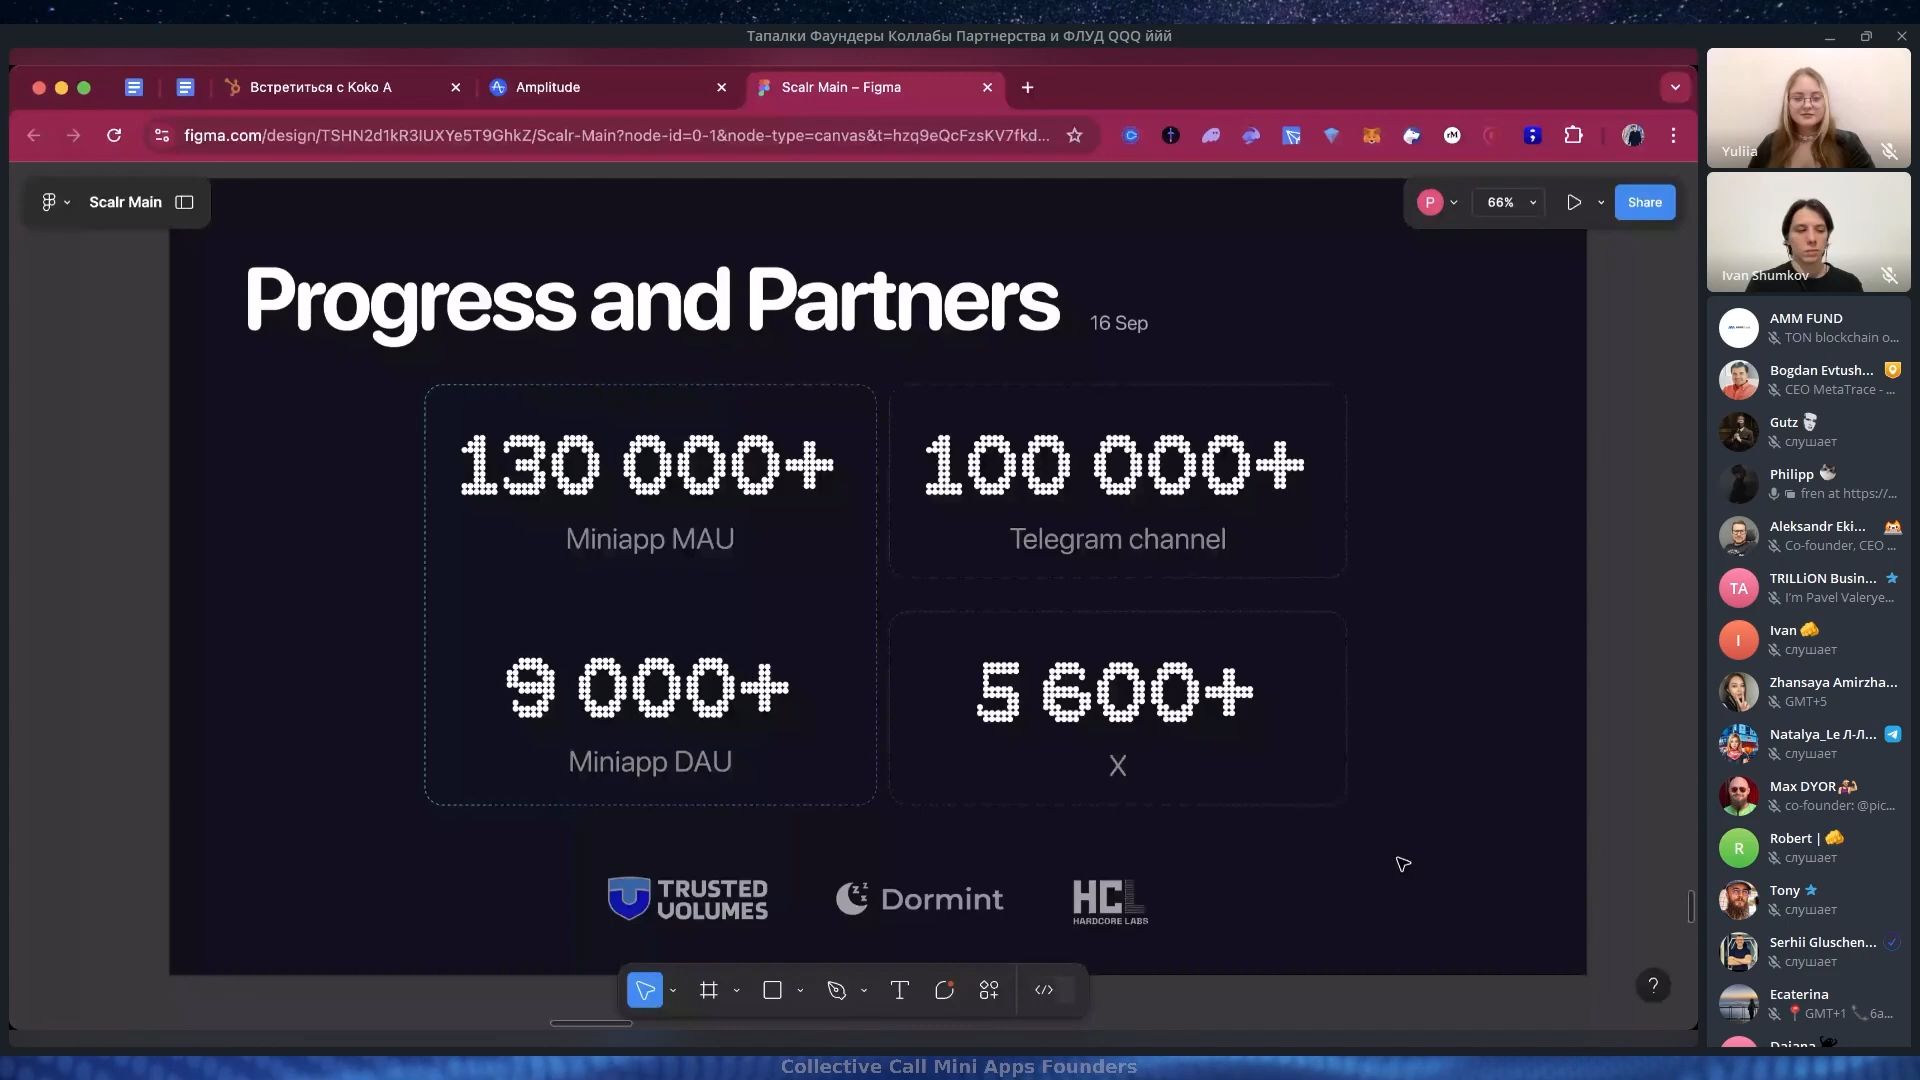 Тапалки Фаундеры Коллабы Партнерства и ФЛУД QQQ ййй
Встретиться с Koko A
Amplitude
Scalr Main – Figma
figma.com/design/TSHN2d1kR3IUXYe5T9GhkZ/Scalr-Main?node-id=0-1&node-type=canvas&t=hzq9eQcFzsKV7fkd...
Scalr Main
P
66%
Share
Progress and Partners
16 Sep
130 000+
Miniapp MAU
100 000+
Telegram channel
9 000+
Miniapp DAU
5 600+
X
TRUSTED VOLUMES
Dormint
HCL
HARDCORE LABS
?
Yuliia
Ivan Shumkov
AMM FUND
TON blockchain o...
Bogdan Evtush...
CEO MetaTrace - ...
Gutz
слушает
Philipp
fren at https://...
Aleksandr Eki...
Co-founder, CEO ...
TA
TRILLiON Busin...
I'm Pavel Valerye...
I
Ivan
слушает
Zhansaya Amirzha...
GMT+5
Natalya_Le Л-Л...
слушает
Max DYOR
co-founder: @pic...
R
Robert |
слушает
Tony
слушает
Serhii Gluschen...
слушает
Ecaterina
GMT+1 6a...
Daiana
Collective Call Mini Apps Founders